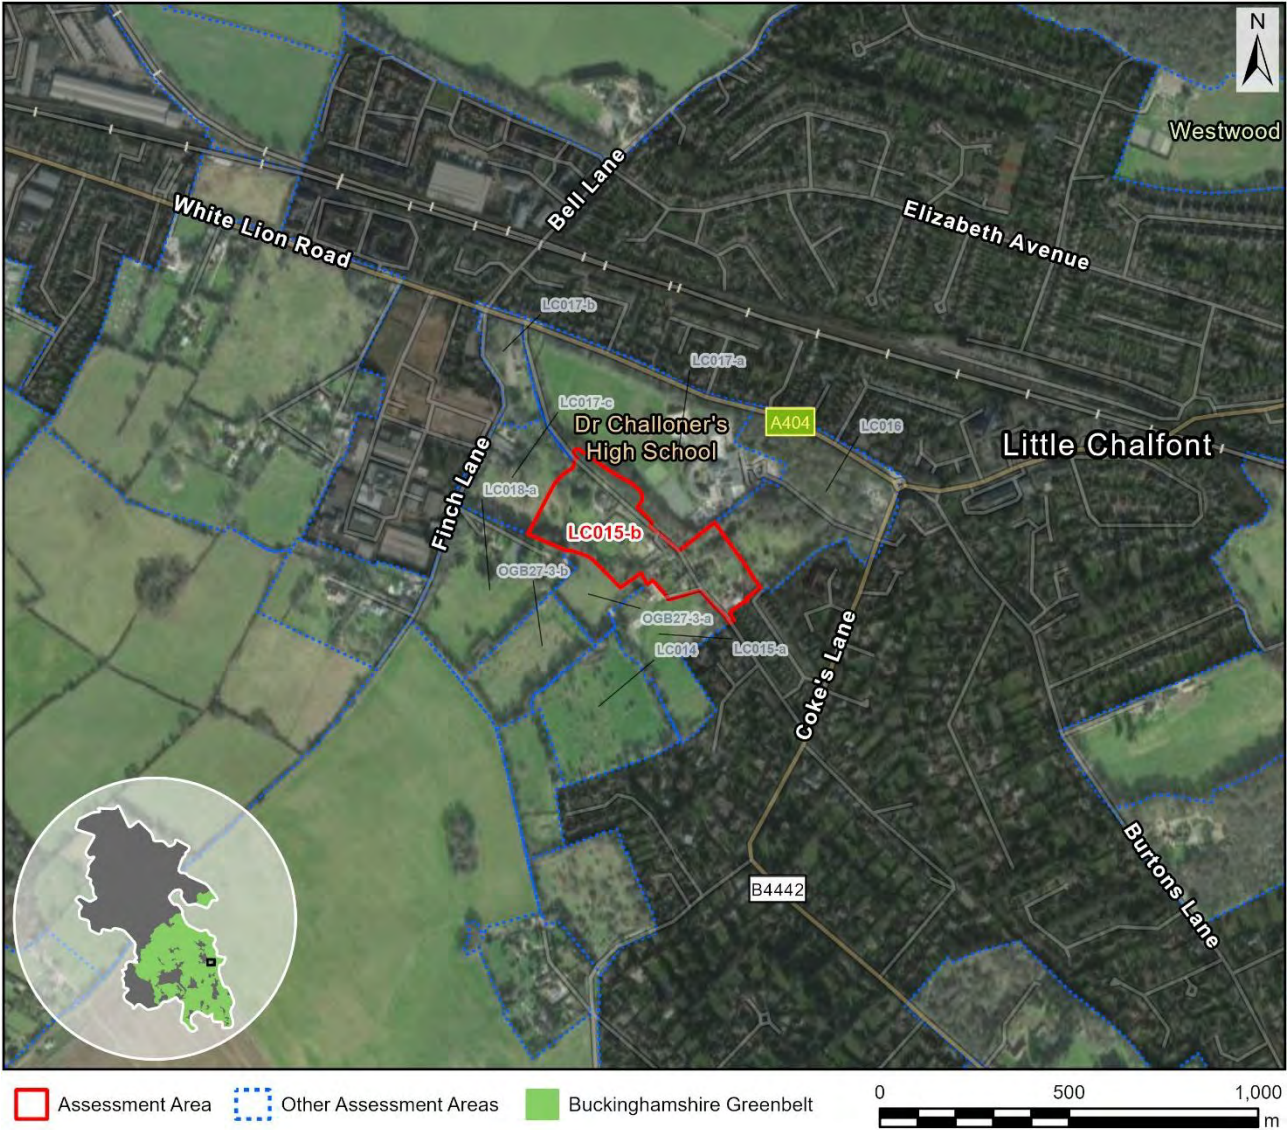 N
Westwood
Bell Lane
White Lion Road
Elizabeth Avenue
LC017-b
LC017-a
LC017-c
Dr Challoner's
High School
A404
LC016
Little Chalfont
Finch Lane
LC018-a
LC015-b
OGB27-3-b
OGB27-3-a
LC014
LC015-a
Coke's Lane
B4442
Burtons Lane
Assessment Area
Other Assessment Areas
Buckinghamshire Greenbelt
0 500 1,000
m